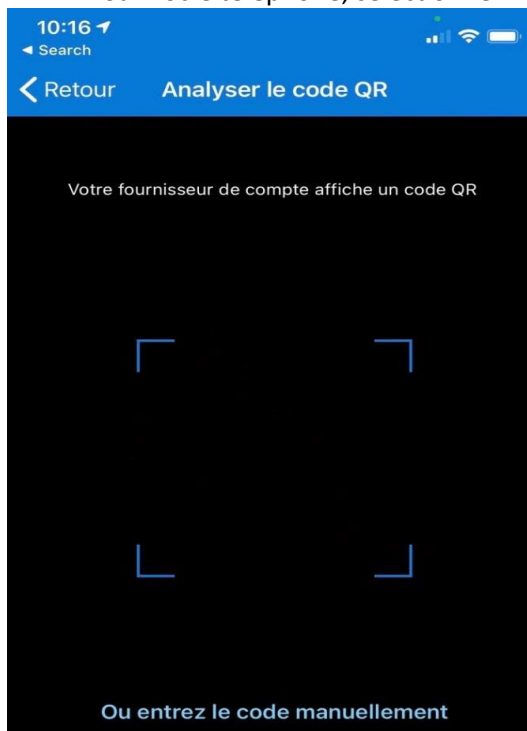 10:16
Search
Retour Analyser le code QR
Votre fournisseur de compte affiche un code QR
Ou entrez le code manuellement